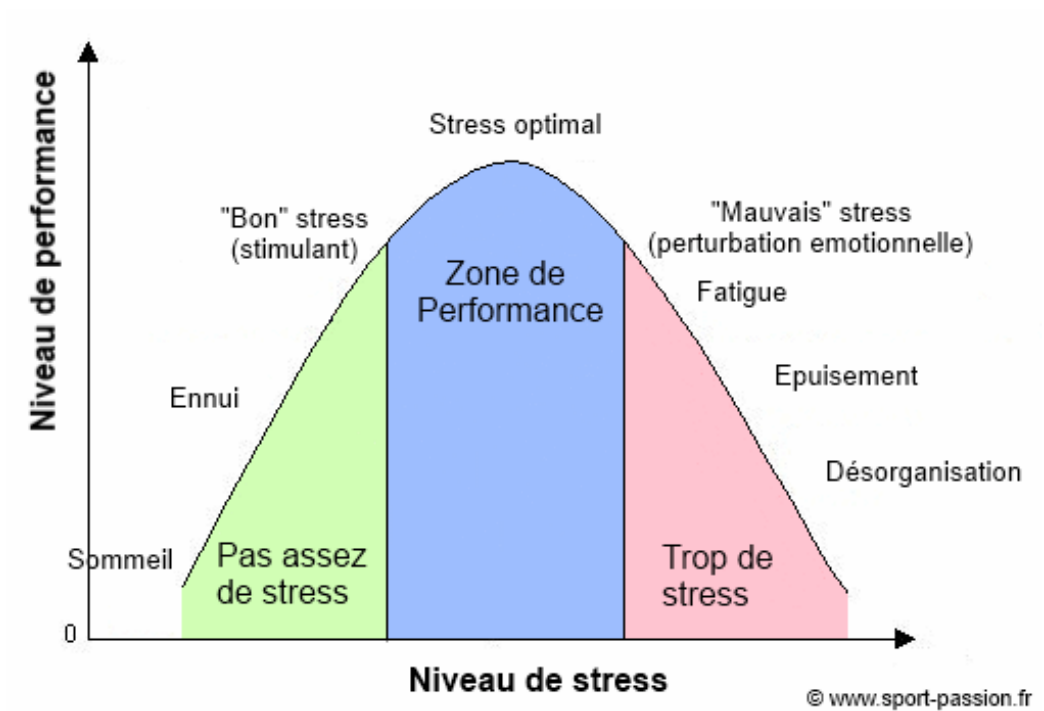 Niveau de performance
Stress optimal
"Bon" stress
(stimulant)
"Mauvais" stress
(perturbation emotionnelle)
Zone de
Performance
Fatigue
Ennui
Epuisement
Désorganisation
Sommeil
Pas assez
de stress
Trop de
stress
0
Niveau de stress
© www.sport-passion.fr